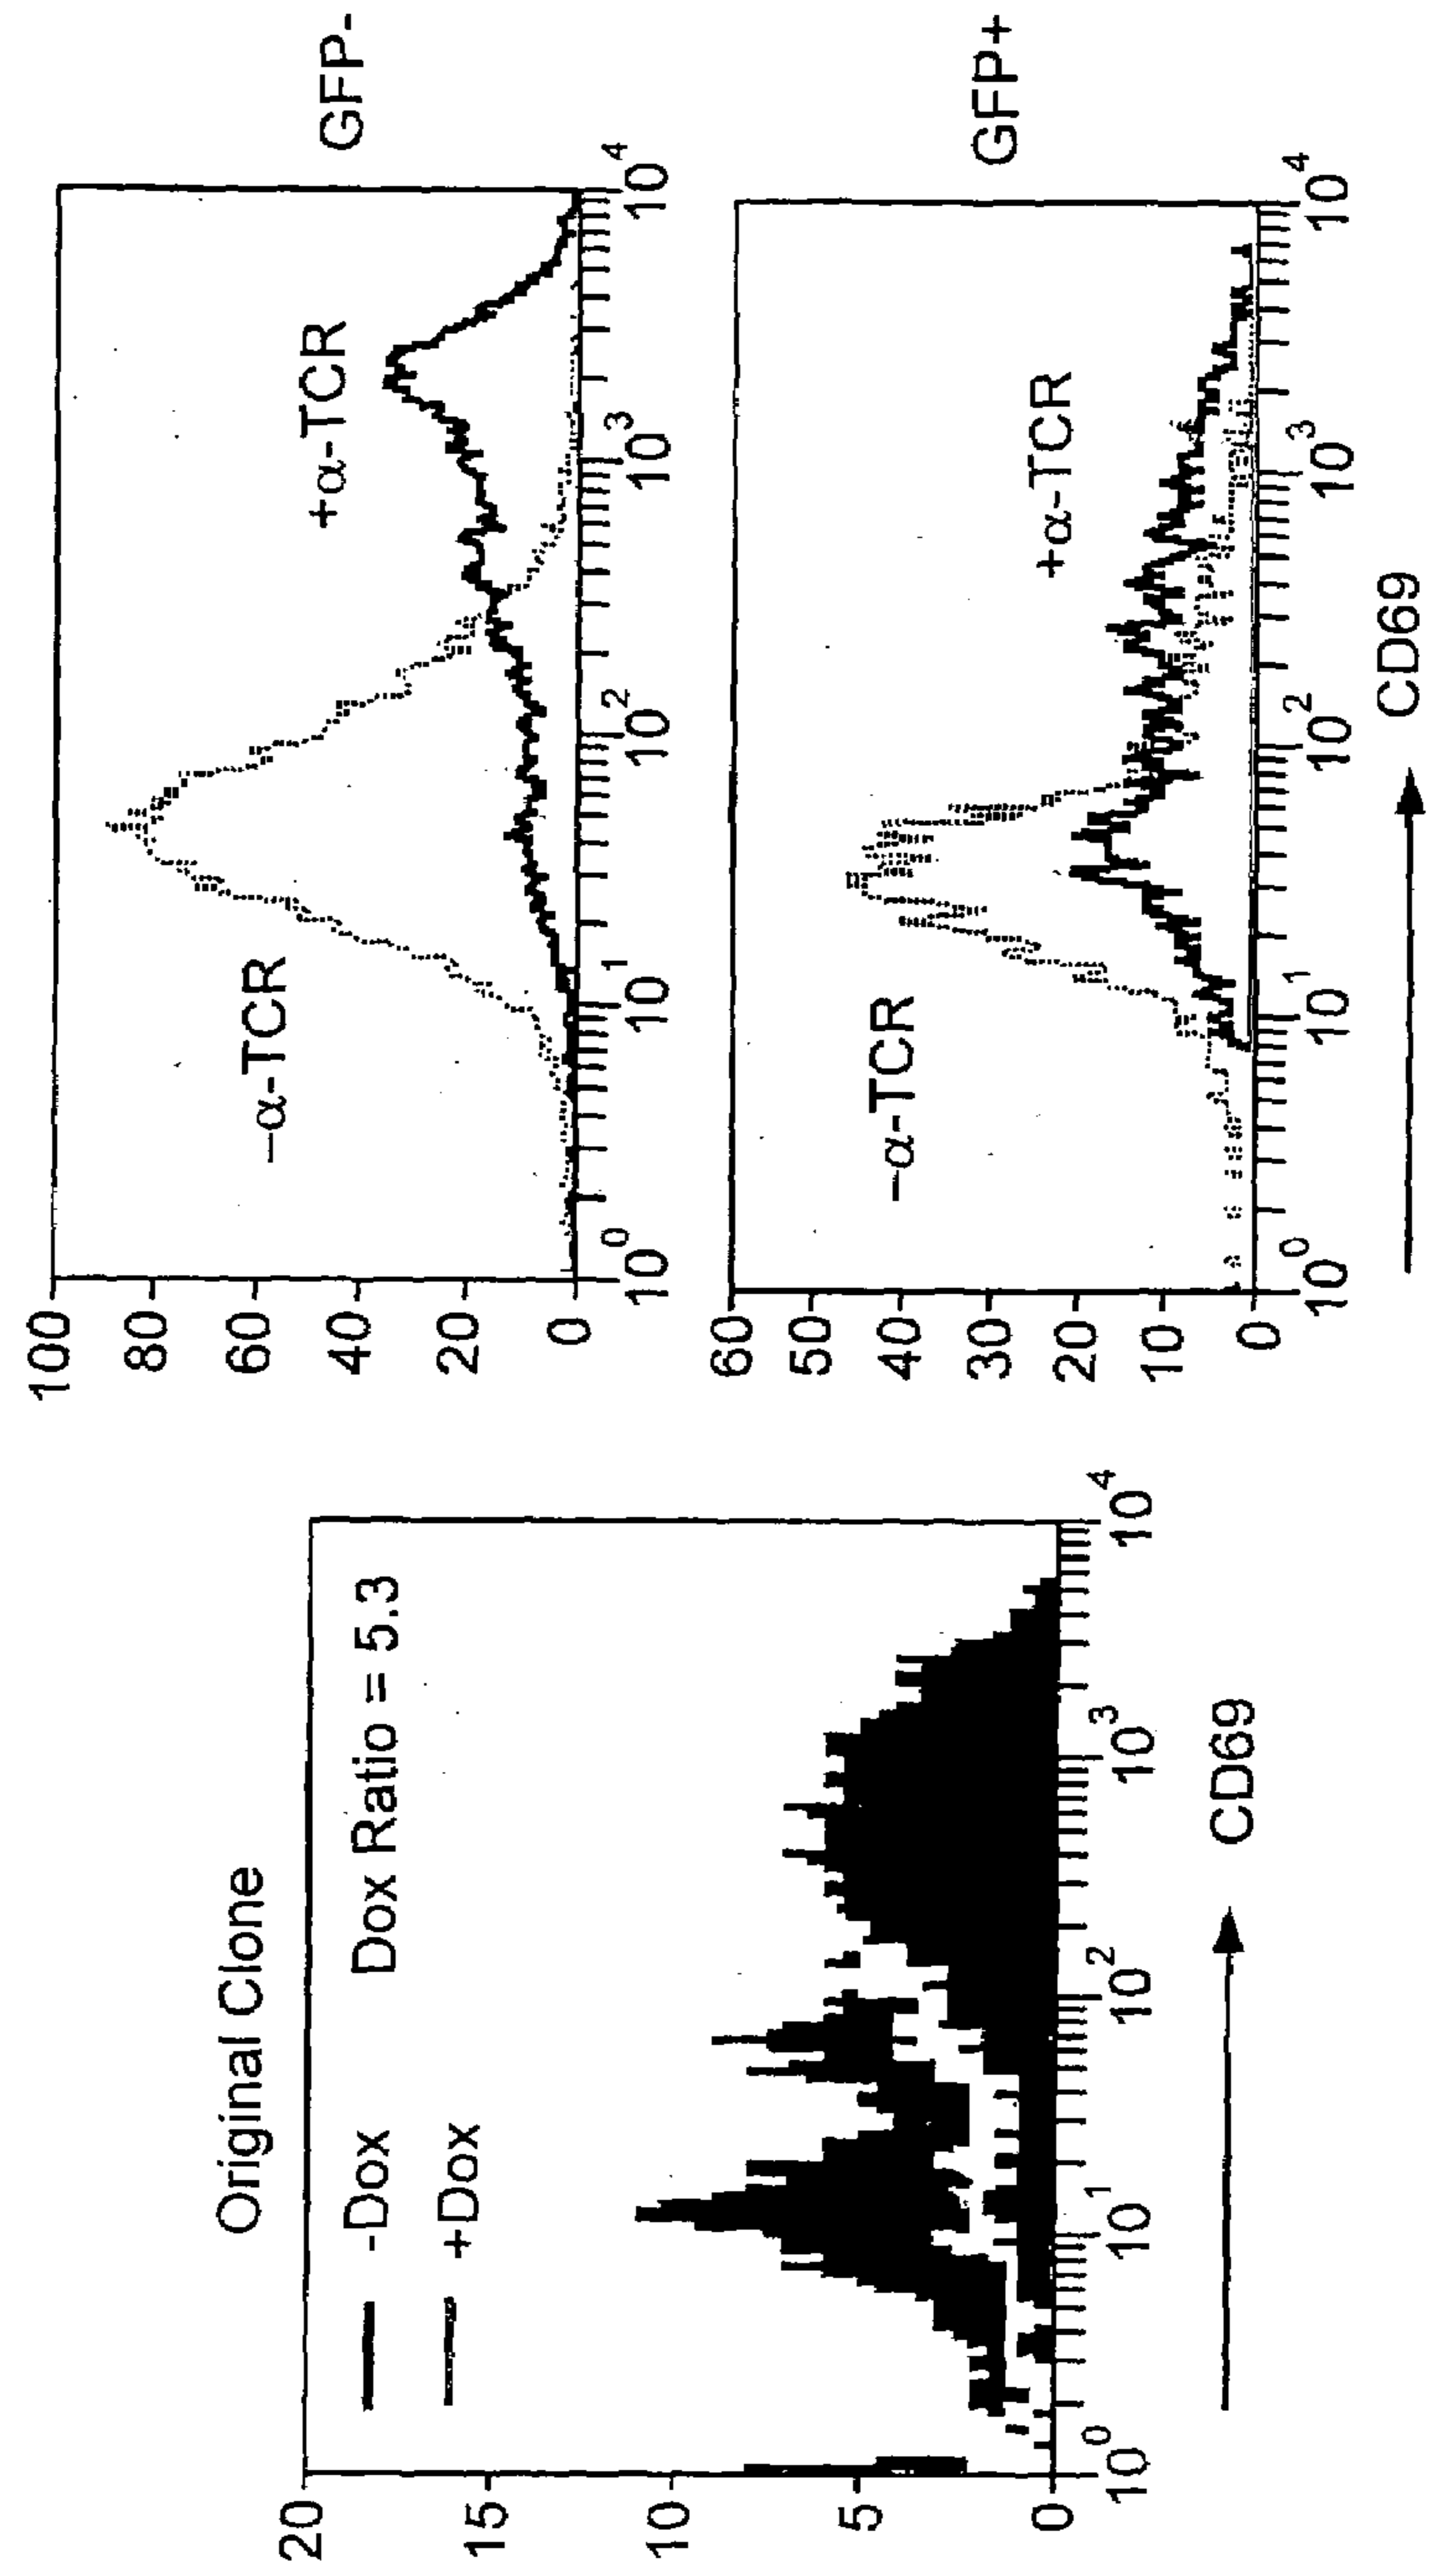 Original Clone
-Dox
+Dox
Dox Ratio = 5.3
20
15
10
5
0
10^0 10^1 10^2 10^3 10^4
CD69
GFP-
100
80
60
40
20
0
–α-TCR
+α-TCR
10^0 10^1 10^2 10^3 10^4
GFP+
60
50
40
30
20
10
0
–α-TCR
+α-TCR
10^0 10^1 10^2 10^3 10^4
CD69